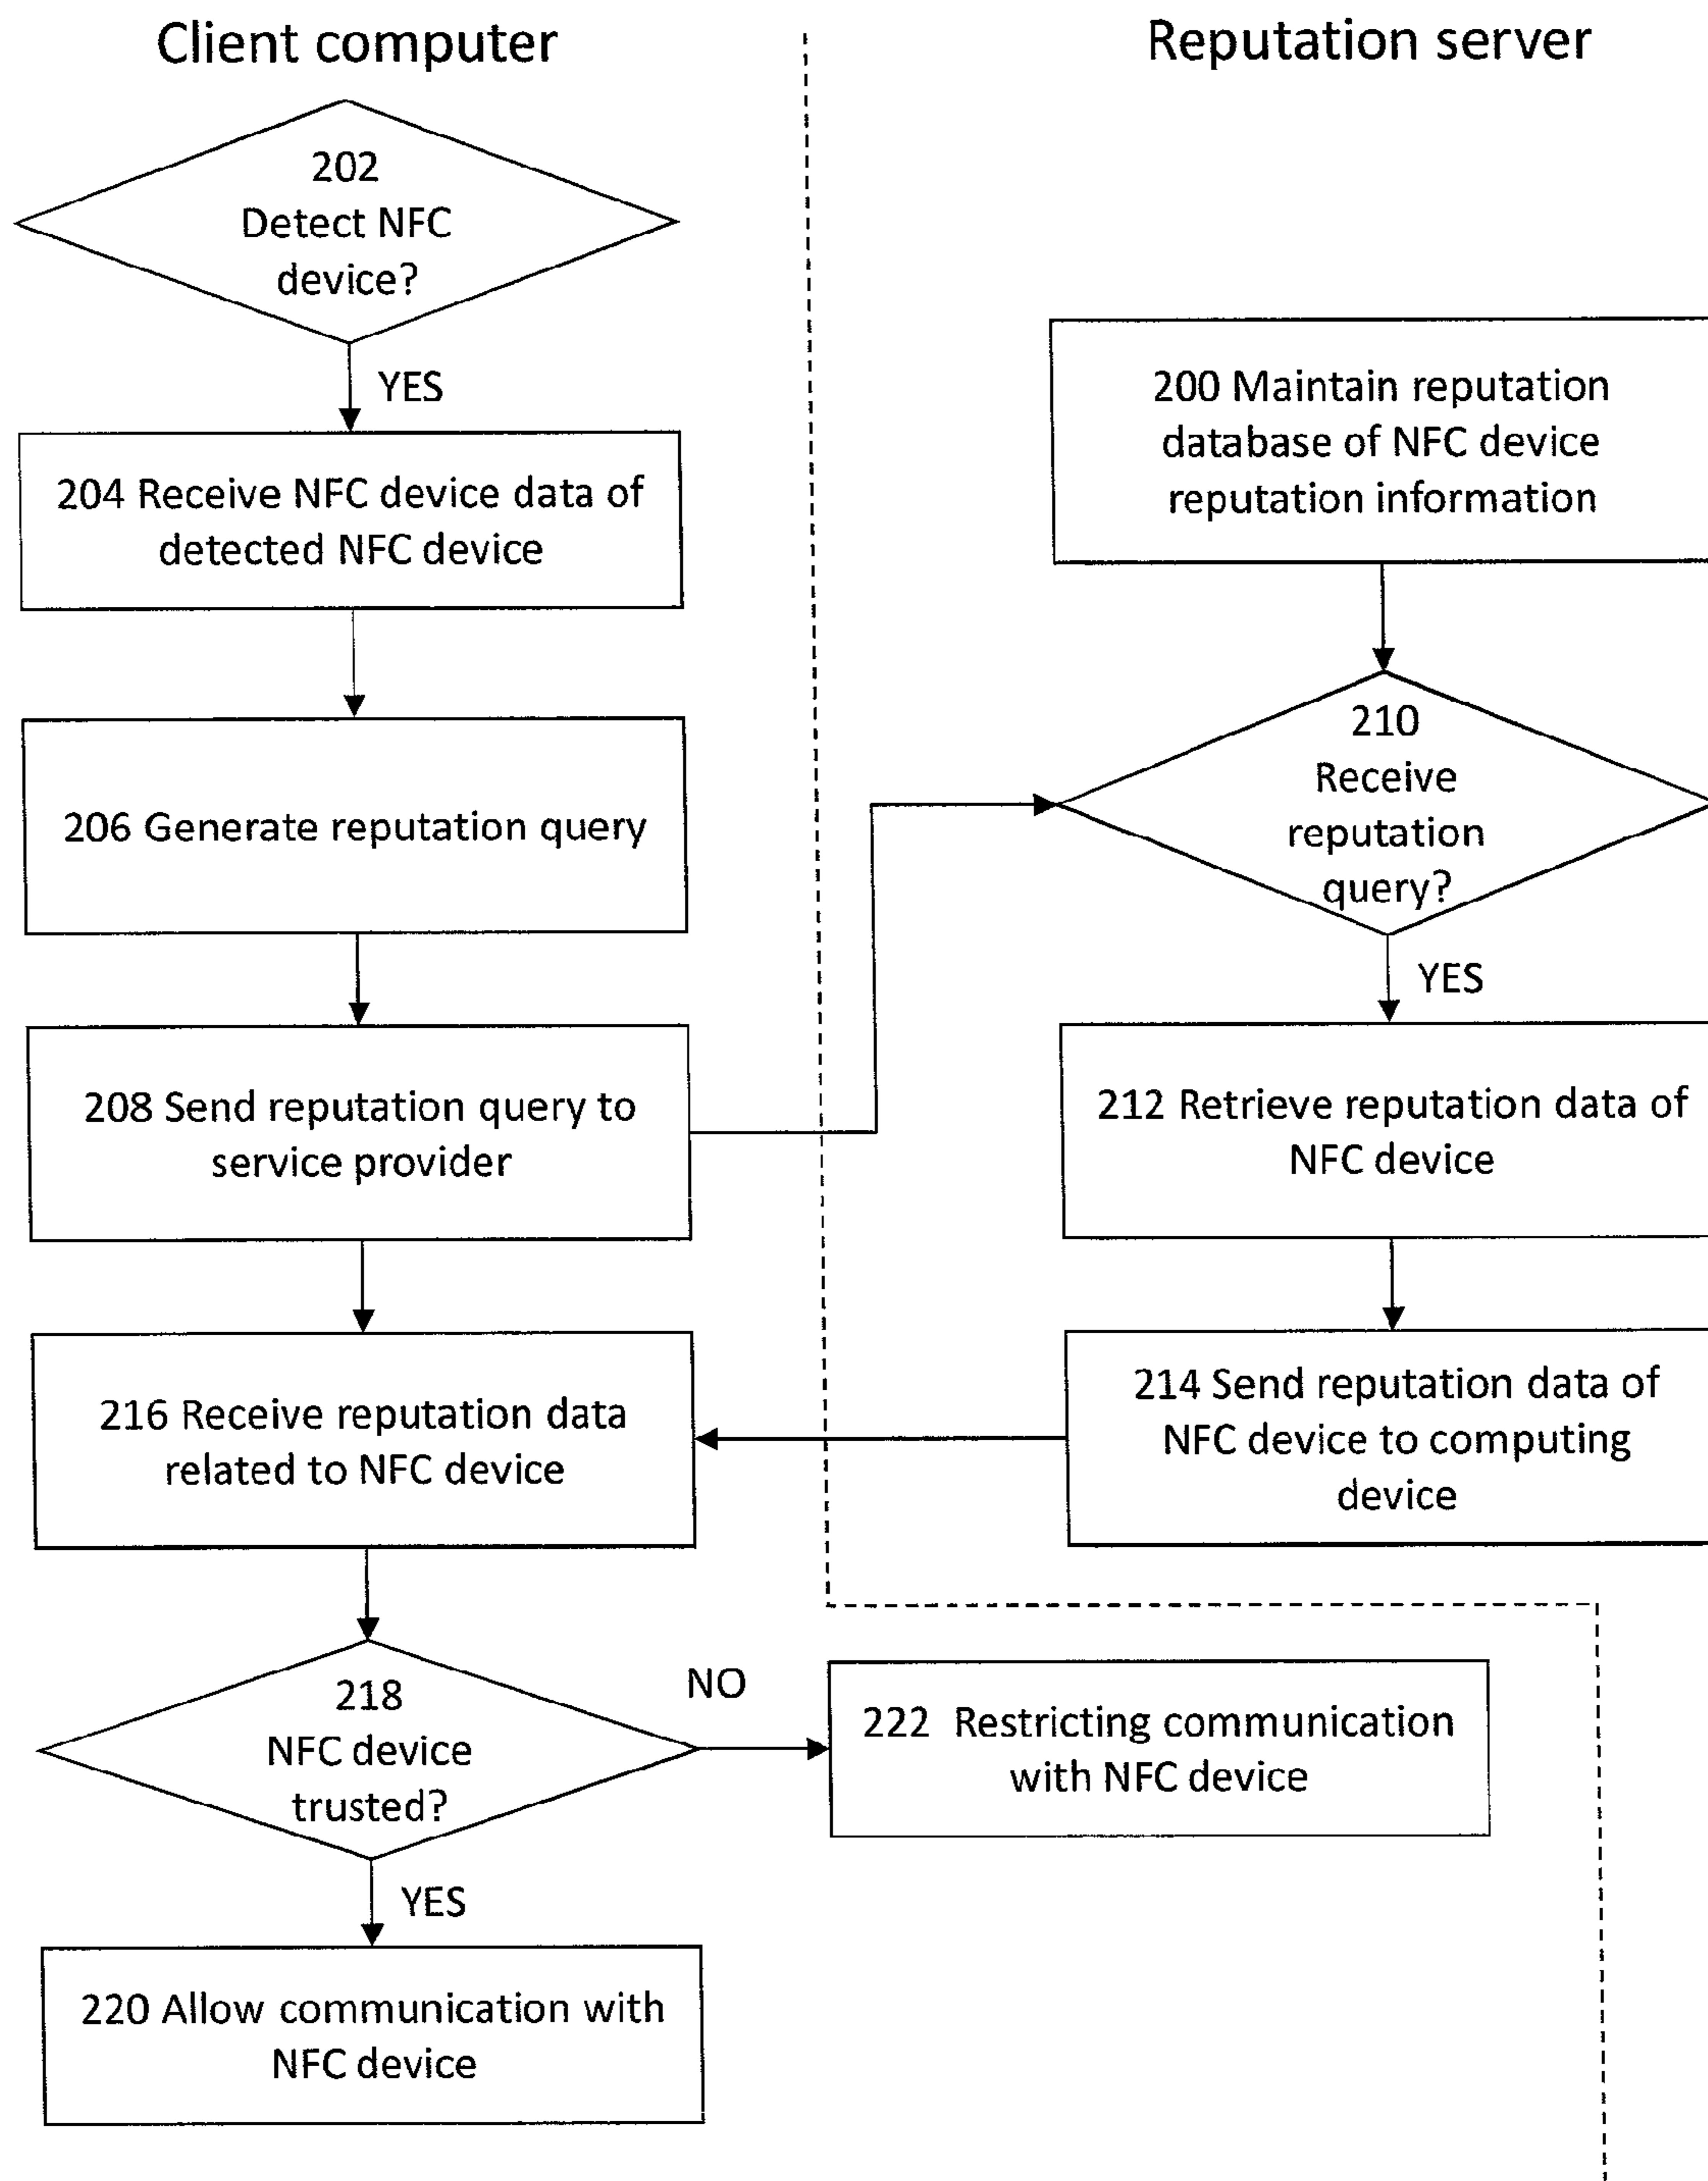 Client computer
Reputation server
202
Detect NFC
device?
YES
204 Receive NFC device data of
detected NFC device
206 Generate reputation query
208 Send reputation query to
service provider
216 Receive reputation data
related to NFC device
218
NFC device
trusted?
NO
YES
220 Allow communication with
NFC device
222 Restricting communication
with NFC device
200 Maintain reputation
database of NFC device
reputation information
210
Receive
reputation
query?
YES
212 Retrieve reputation data of
NFC device
214 Send reputation data of
NFC device to computing
device